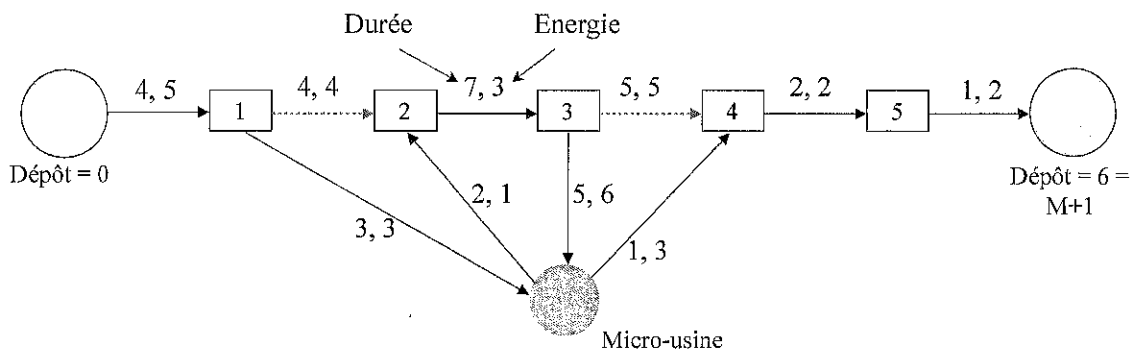 Durée
Energie
4, 5
4, 4
7, 3
5, 5
2, 2
1, 2
1
2
3
4
5
Dépôt = 0
Dépôt = 6 =
M+1
3, 3
2, 1
5, 6
1, 3
Micro-usine